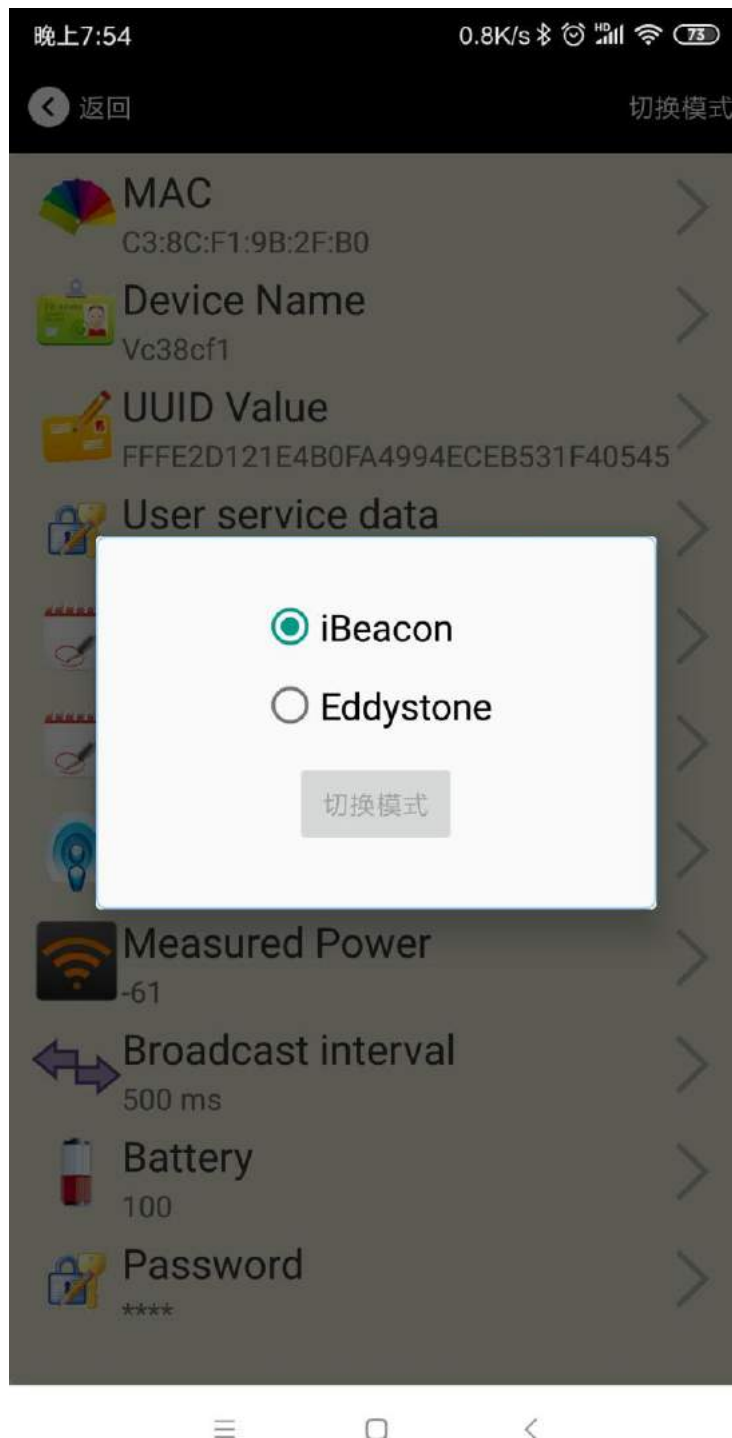 晚上7:54
0.8K/s HD 73
返回
切换模式
MAC
C3:8C:F1:9B:2F:B0
Device Name
Vc38cf1
UUID Value
FFFE2D121E4B0FA4994ECEB531F40545
User service data
iBeacon
Eddystone
切换模式
Measured Power
-61
Broadcast interval
500 ms
Battery
100
Password
****